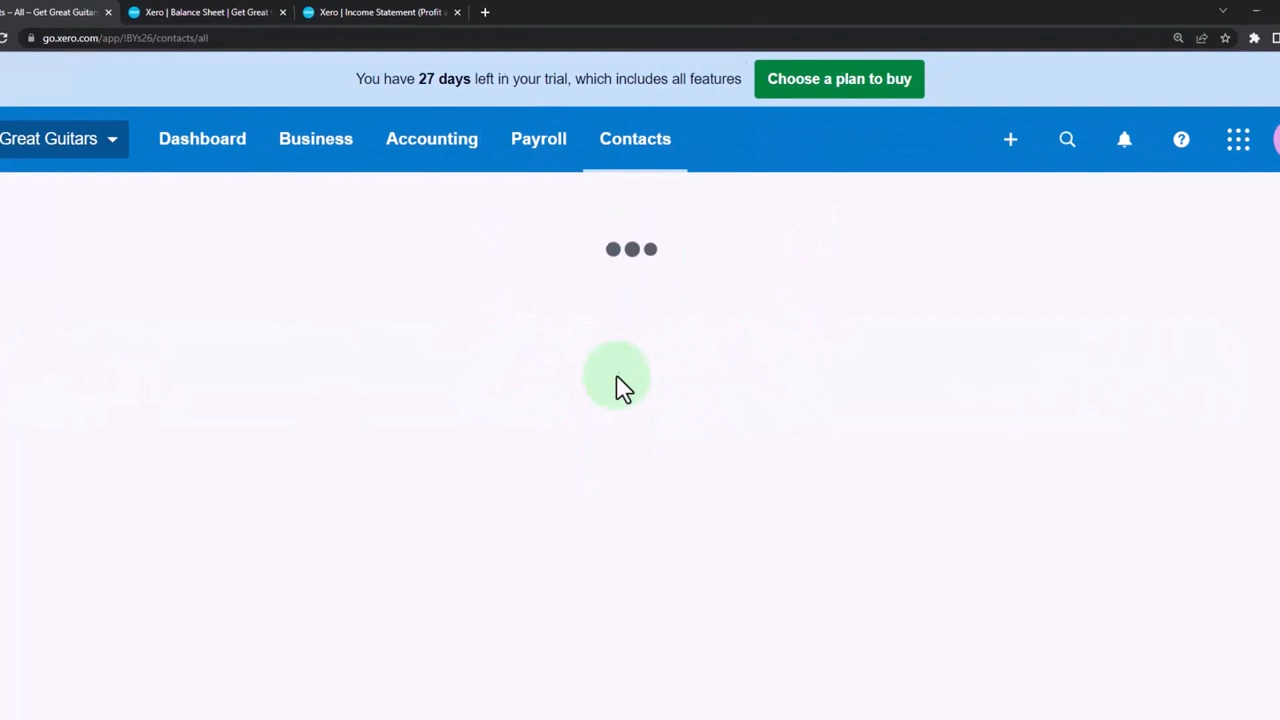 ts – All – Get Great Guitars
Xero | Balance Sheet | Get Great
Xero | Income Statement (Profit a
go.xero.com/app/!BYs26/contacts/all
You have 27 days left in your trial, which includes all features
Choose a plan to buy
Great Guitars
Dashboard
Business
Accounting
Payroll
Contacts